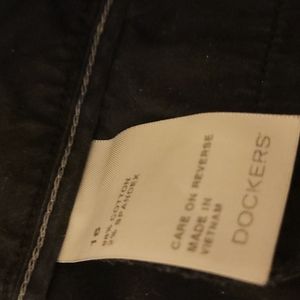 16
98% COTTON
2% SPANDEX
CARE ON REVERSE
MADE IN
VIETNAM
DOCKERS